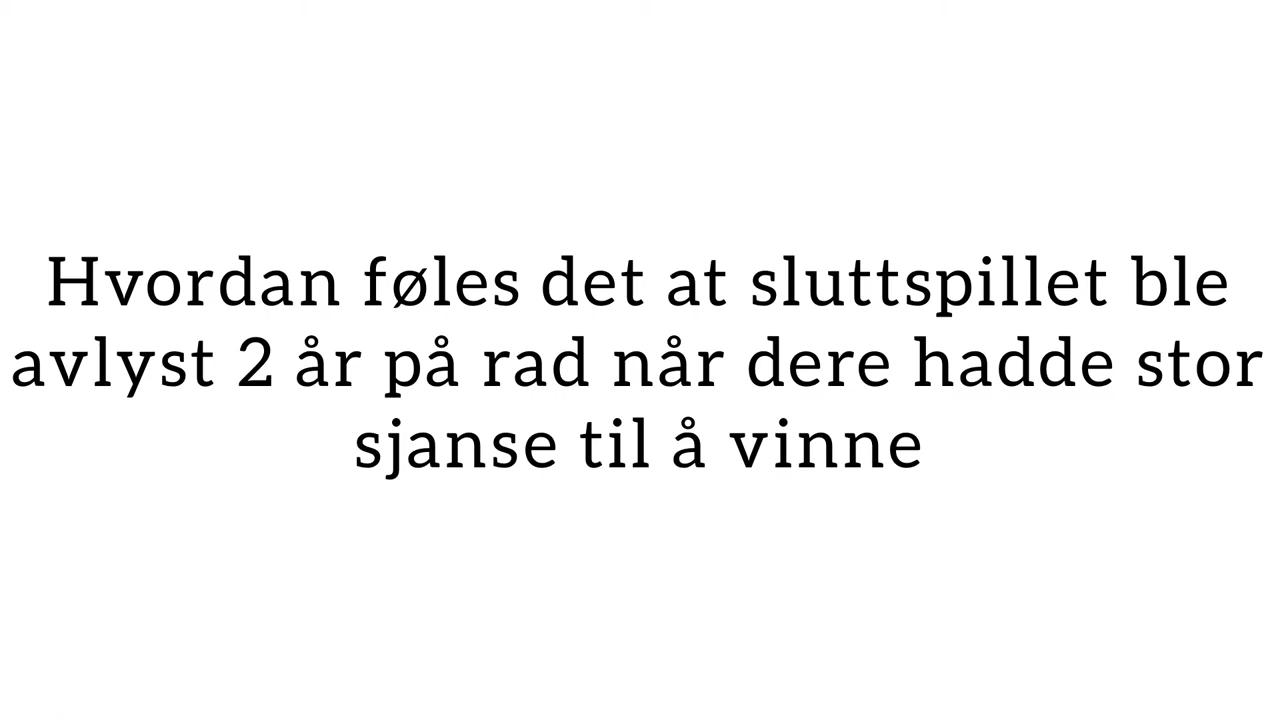 Hvordan føles det at sluttspillet ble
avlyst 2 år på rad når dere hadde stor
sjanse til å vinne